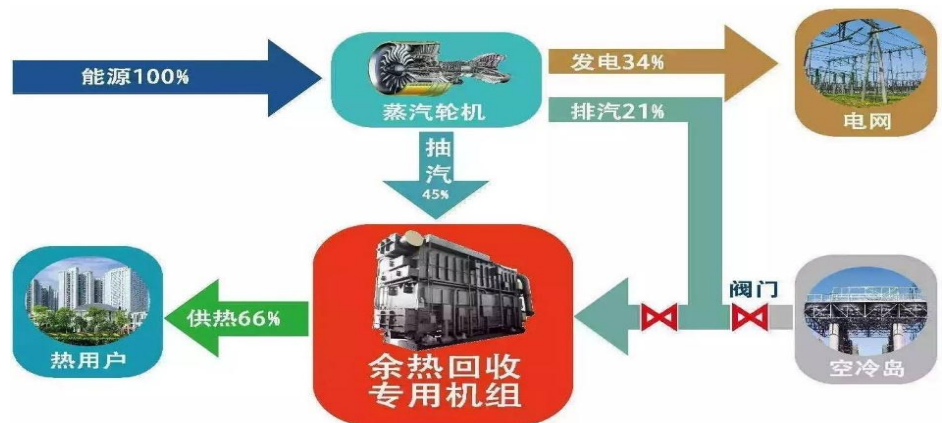 能源100%
蒸汽轮机
发电34%
排汽21%
电网
抽
汽
45%
阀门
供热66%
热用户
余热回收
专用机组
空冷岛